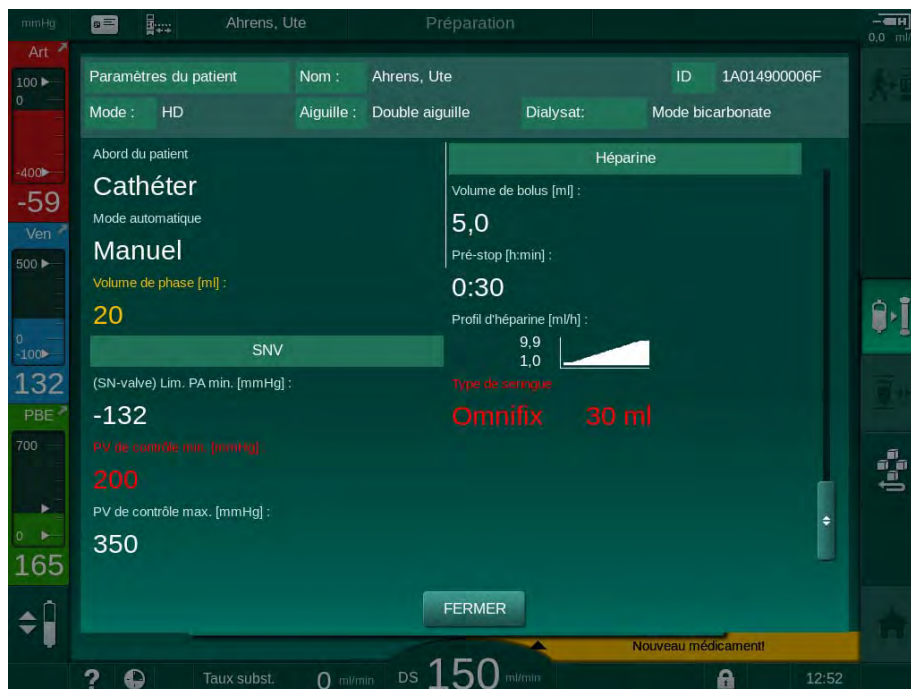 mmHg
Ahrens, Ute
Préparation
0,0 ml/
Art
100
0
-400
-59
Ven
500
0
-100
132
PBE
700
0
165
Paramètres du patient
Nom :
Ahrens, Ute
ID
1A014900006F
Mode :
HD
Aiguille :
Double aiguille
Dialysat:
Mode bicarbonate
Abord du patient
Cathéter
Mode automatique
Manuel
Volume de phase [ml] :
20
SNV
(SN-valve) Lim. PA min. [mmHg] :
-132
PV de contrôle min. [mmHg]
200
PV de contrôle max. [mmHg] :
350
Héparine
Volume de bolus [ml] :
5,0
Pré-stop [h:min] :
0:30
Profil d'héparine [ml/h] :
9,9
1,0
Type de seringue
Omnifix 30 ml
FERMER
Nouveau médicament!
?
Taux subst.
0 ml/min
DS 150 ml/min
12:52